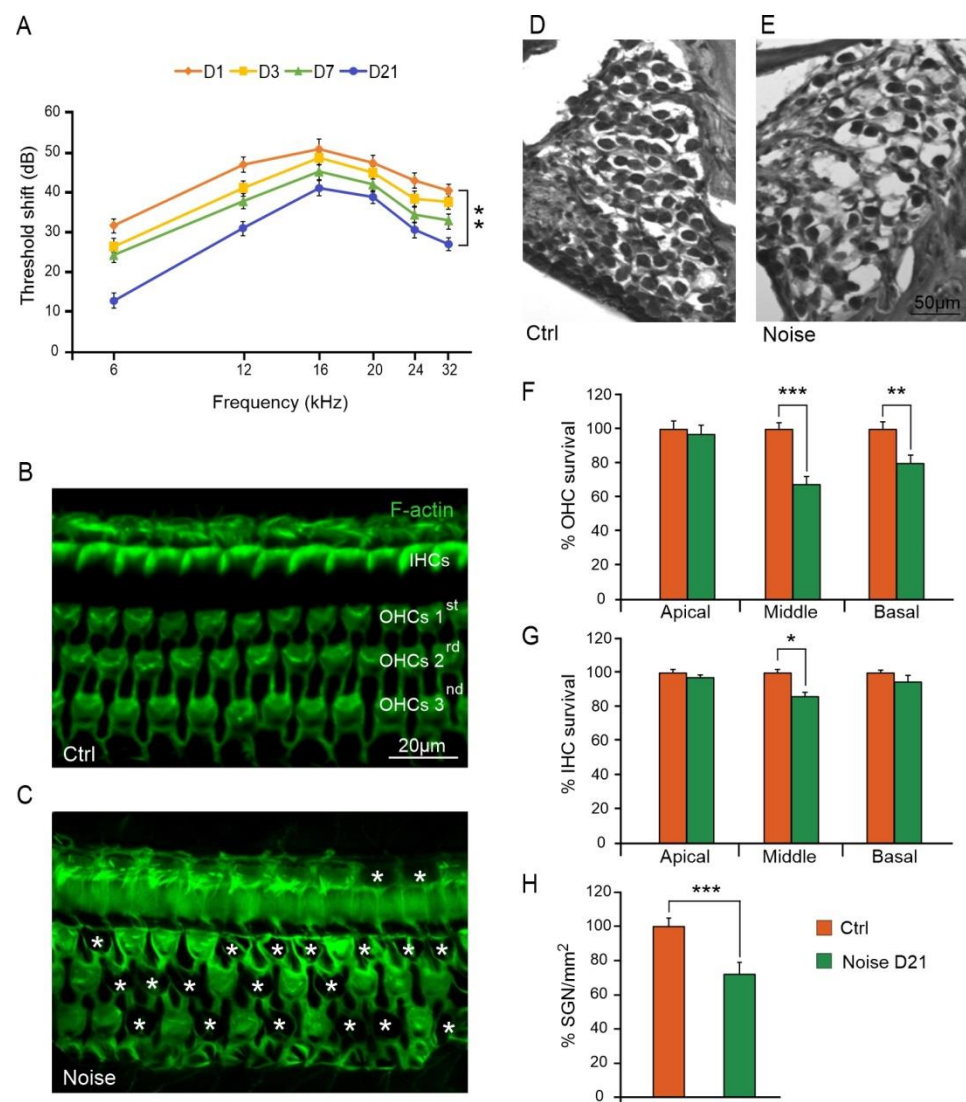 A
D1 D3 D7 D21
60
50
40
30
20
10
0
Threshold shift (dB)
6 12 16 20 24 32
Frequency (kHz)
**
B
F-actin
IHCs
OHCs 1st
OHCs 2rd
OHCs 3nd
Ctrl
20μm
C
* *
* * * * * * *
* * * * *
* * * * * *
Noise
D
Ctrl
E
50μm
Noise
F
120
100
80
60
40
20
0
% OHC survival
*** **
Apical Middle Basal
G
120
100
80
60
40
20
0
% IHC survival
*
Apical Middle Basal
H
120
100
80
60
40
20
0
% SGN/mm2
***
Ctrl
Noise D21